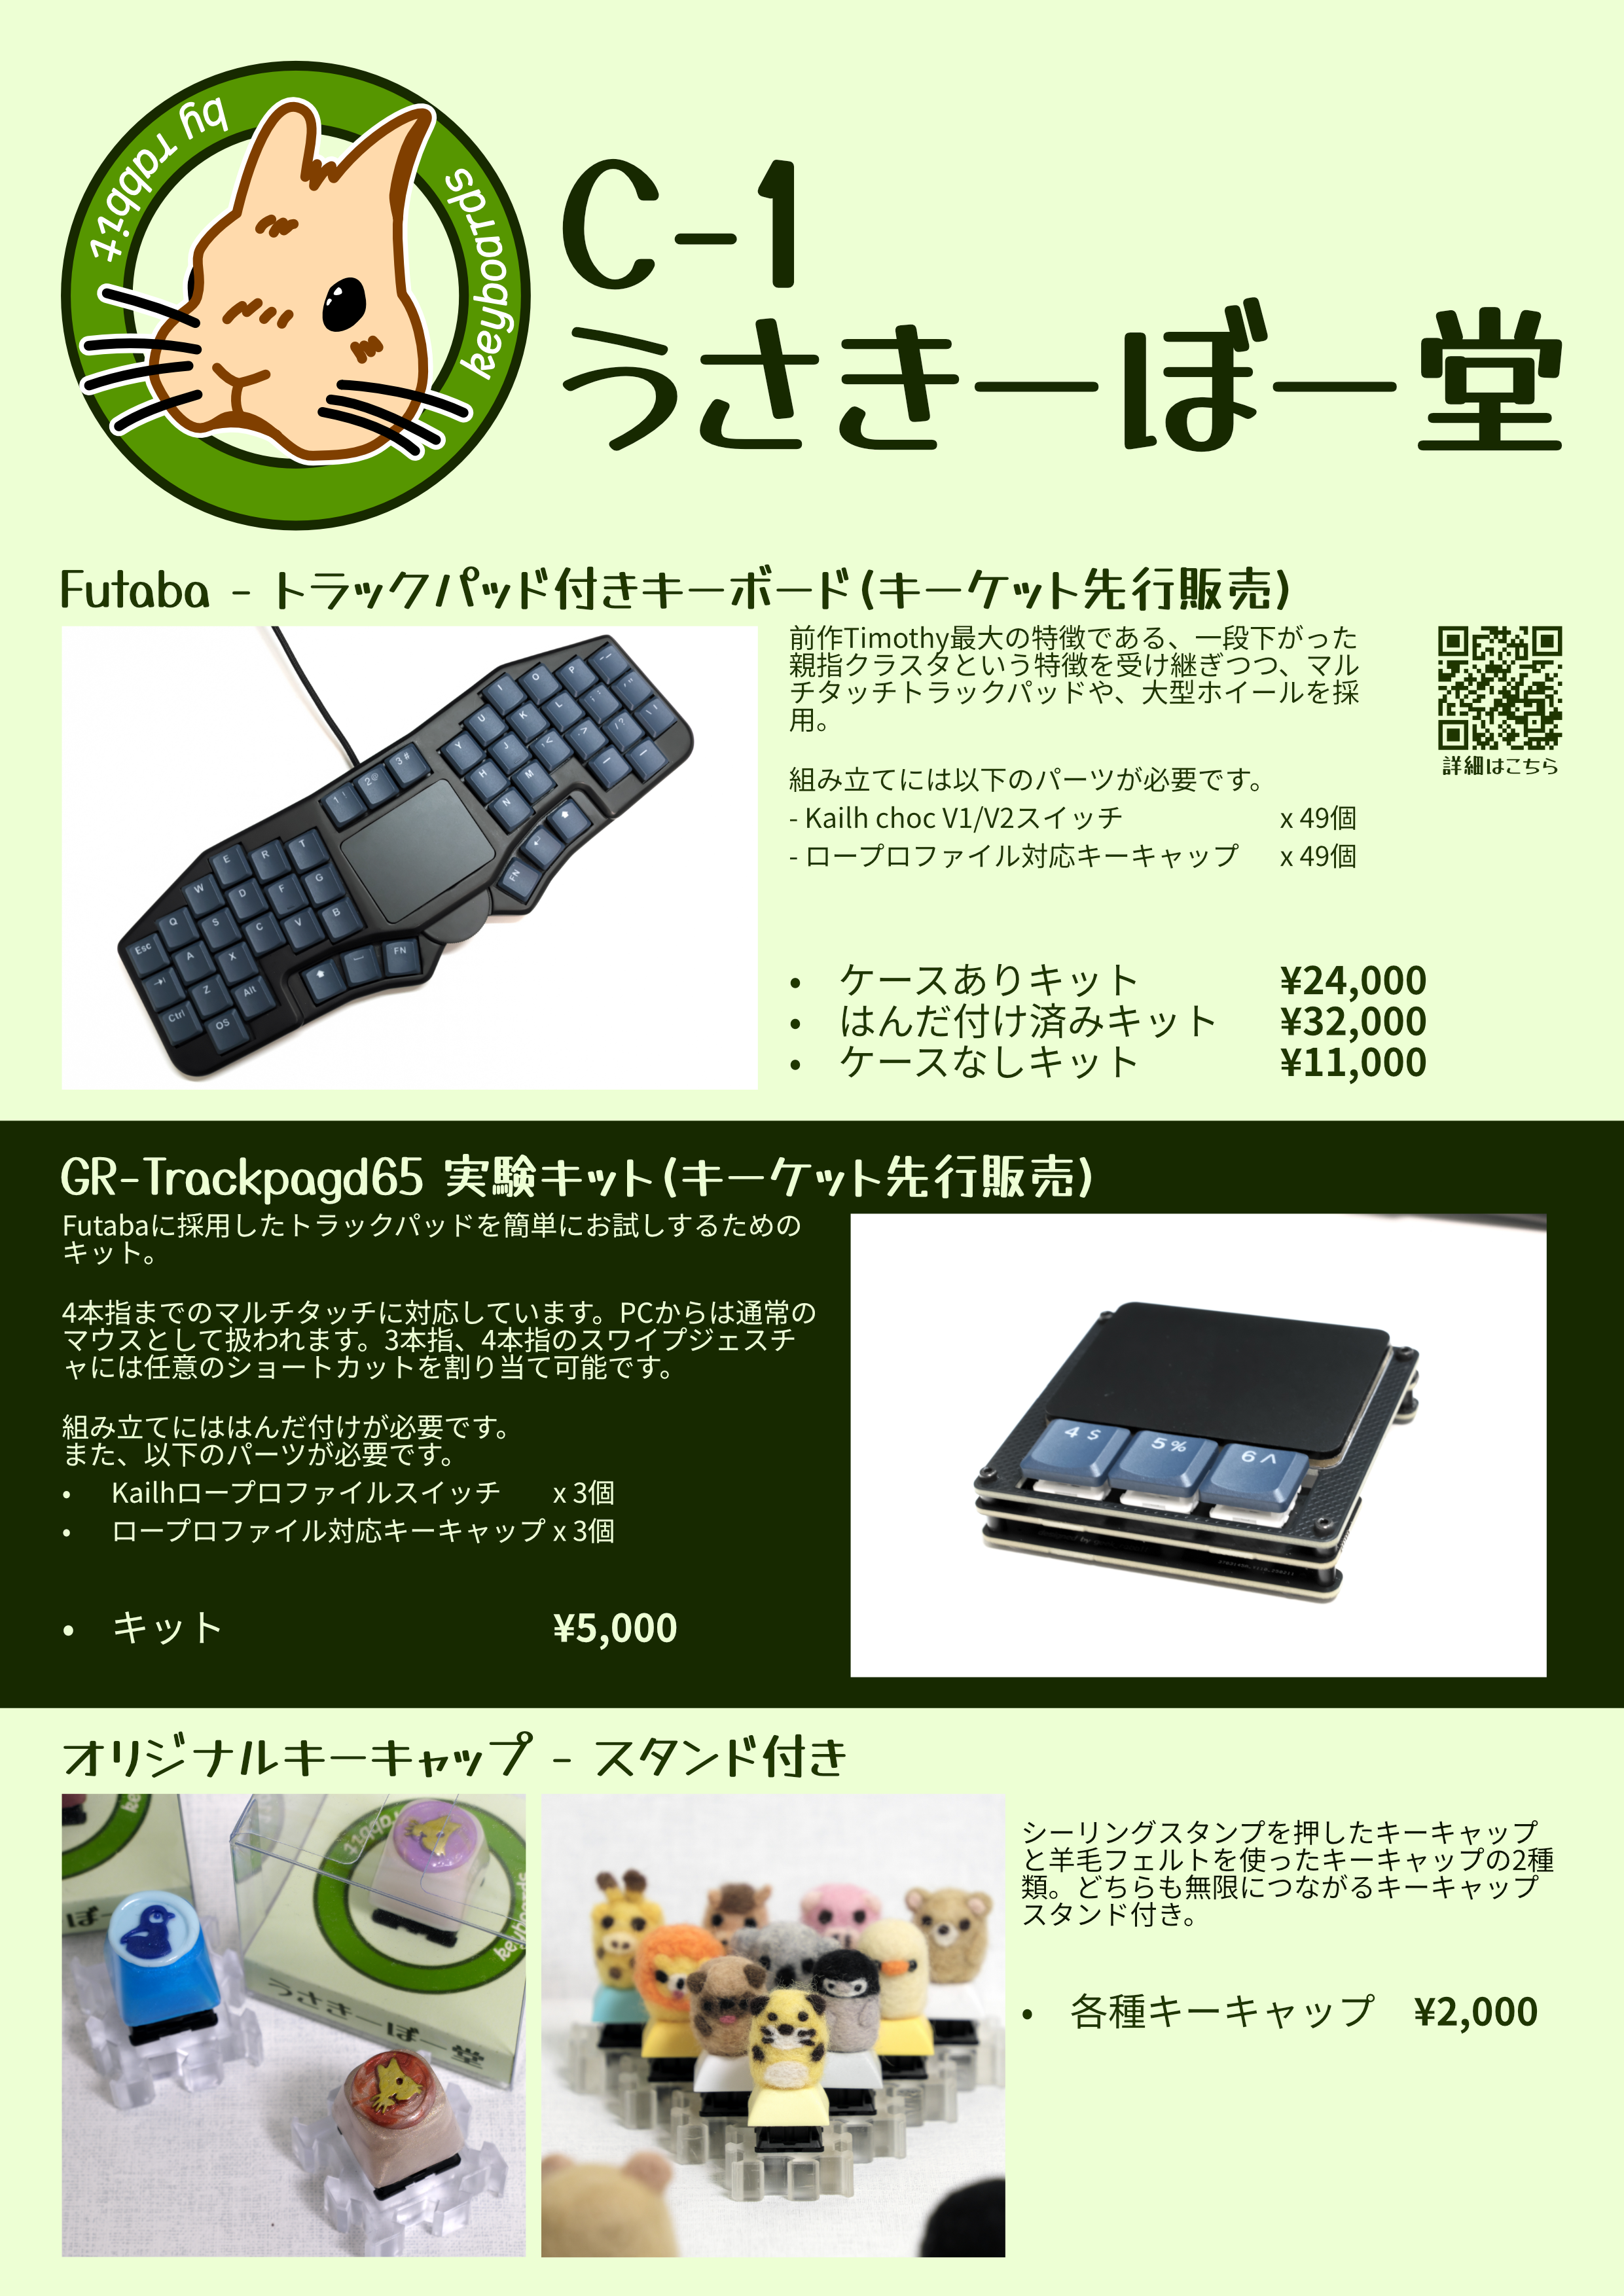 by rabbit
keyboards
C-1
うさきーぼー堂
Futaba - トラックパッド付きキーボード(キーケット先行販売)
前作Timothy最大の特徴である、一段下がった
親指クラスタという特徴を受け継ぎつつ、マル
チタッチトラックパッドや、大型ホイールを採
用。
詳細はこちら
組み立てには以下のパーツが必要です。
- Kailh choc V1/V2スイッチ x 49個
- ロープロファイル対応キーキャップ x 49個
• ケースありキット ¥24,000
• はんだ付け済みキット ¥32,000
• ケースなしキット ¥11,000
1 ! 2 @ 3 #
Y U I O P
H J K L ; :
N M , < . > / ? \ |
E R T
Q W D F G
Esc A S C V B
Z X Alt
Ctrl OS
FN
FN
GR-Trackpagd65 実験キット(キーケット先行販売)
Futabaに採用したトラックパッドを簡単にお試しするための
キット。
4本指までのマルチタッチに対応しています。PCからは通常の
マウスとして扱われます。3本指、4本指のスワイプジェスチ
ャには任意のショートカットを割り当て可能です。
組み立てにははんだ付けが必要です。
また、以下のパーツが必要です。
• Kailhロープロファイルスイッチ x 3個
• ロープロファイル対応キーキャップ x 3個
• キット ¥5,000
4 $ 5 % 6 ^
オリジナルキーキャップ - スタンド付き
rabbit
keyboards
うさきーぼー堂
シーリングスタンプを押したキーキャップ
と羊毛フェルトを使ったキーキャップの2種
類。どちらも無限につながるキーキャップ
スタンド付き。
• 各種キーキャップ ¥2,000